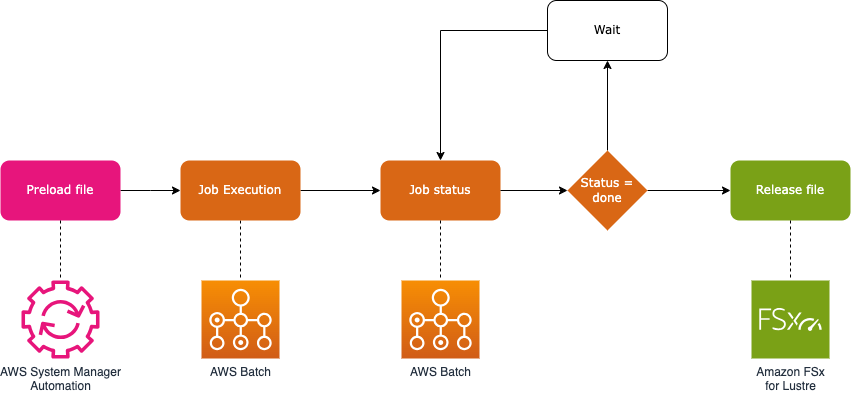 Wait
Preload file
Job Execution
Job status
Status =
done
Release file
FSx
AWS System Manager
Automation
AWS Batch
AWS Batch
Amazon FSx
for Lustre